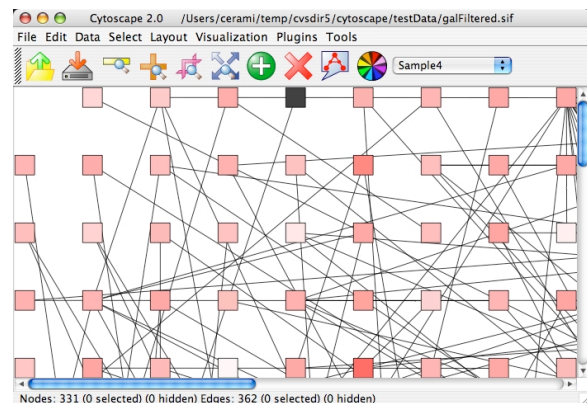 Cytoscape 2.0 /Users/cerami/temp/cvsdir5/cytoscape/testData/galFiltered.sif
File Edit Data Select Layout Visualization Plugins Tools
Sample4
Nodes: 331 (0 selected) (0 hidden) Edges: 362 (0 selected) (0 hidden)